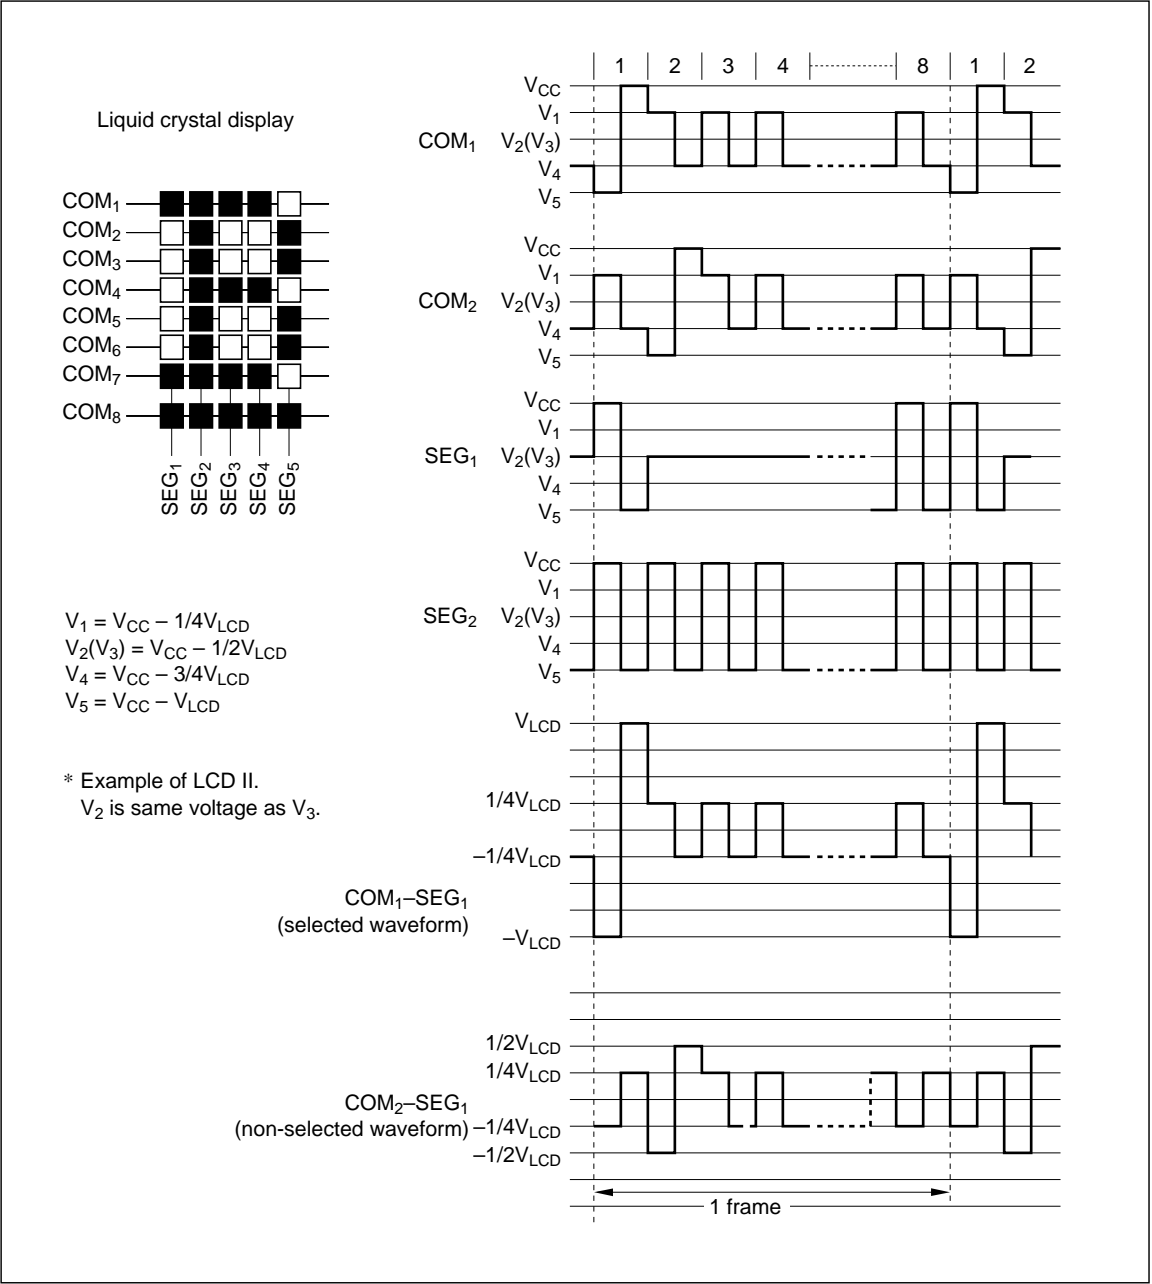 Liquid crystal display
COM1
COM2
COM3
COM4
COM5
COM6
COM7
COM8
SEG1
SEG2
SEG3
SEG4
SEG5
V1 = VCC – 1/4VLCD
V2(V3) = VCC – 1/2VLCD
V4 = VCC – 3/4VLCD
V5 = VCC – VLCD
* Example of LCD II.
V2 is same voltage as V3.
1 2 3 4 8 1 2
COM1
VCC
V1
V2(V3)
V4
V5
COM2
VCC
V1
V2(V3)
V4
V5
SEG1
VCC
V1
V2(V3)
V4
V5
SEG2
VCC
V1
V2(V3)
V4
V5
VLCD
1/4VLCD
–1/4VLCD
–VLCD
COM1–SEG1
(selected waveform)
1/2VLCD
1/4VLCD
–1/4VLCD
–1/2VLCD
COM2–SEG1
(non-selected waveform)
1 frame